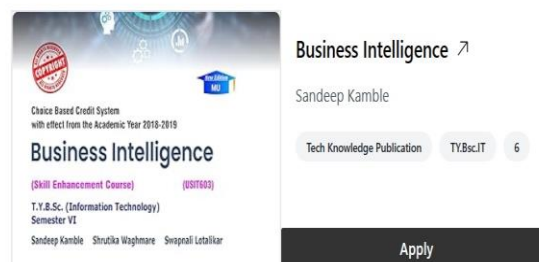 COPYRIGHT
New Edition
MU
Choice Based Credit System
with effect from the Academic Year 2018-2019
Business Intelligence
(Skill Enhancement Course) (USIT603)
T.Y.B.Sc. (Information Technology)
Semester VI
Sandeep Kamble Shrutika Waghmare Swapnali Lotalikar
Business Intelligence
Sandeep Kamble
Tech Knowledge Publication TY.Bsc.IT 6
Apply